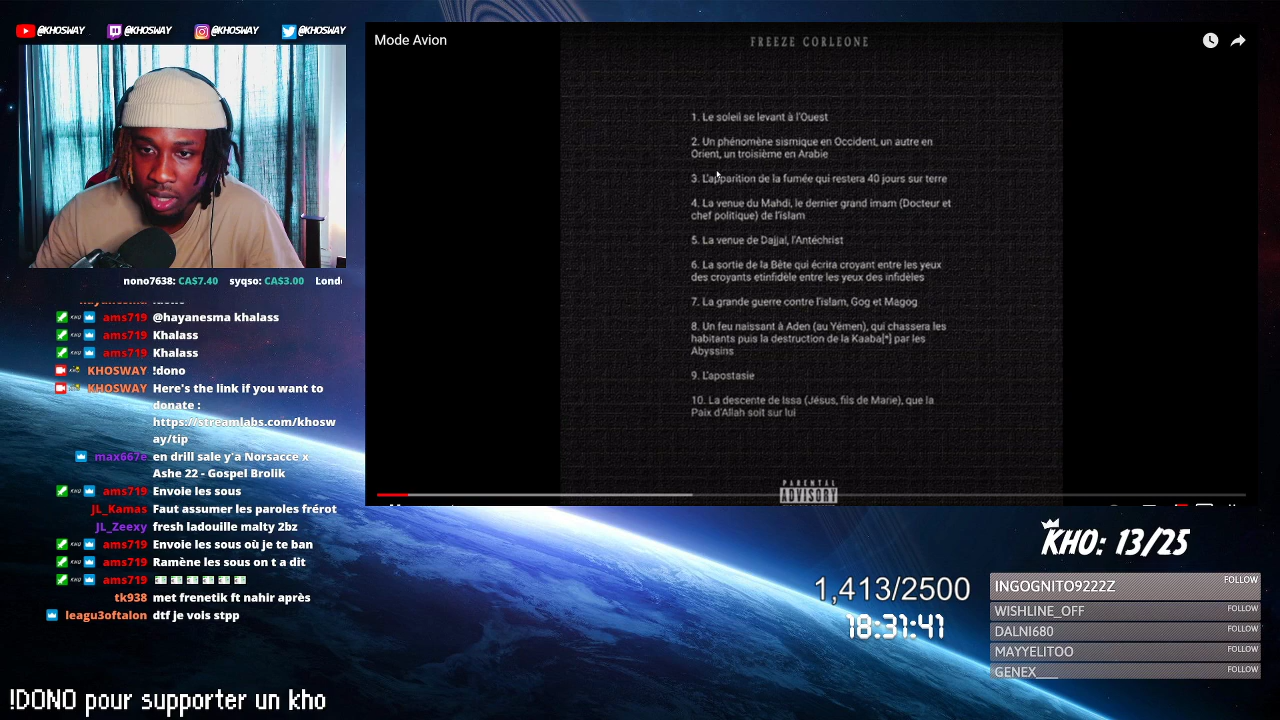 @KHOSWAY @KHOSWAY @KHOSWAY @KHOSWAY
nono7638: CA$7.40 syqso: CA$3.00
ams719 @hayanesma khalass
ams719 Khalass
ams719 Khalass
KHOSWAY !dono
KHOSWAY Here's the link if you want to
donate :
https://streamlabs.com/khosw
ay/tip
max667e en drill sale y'a Norsacce x
Ashe 22 - Gospel Brolik
ams719 Envoie les sous
JL_Kamas Faut assumer les paroles frérot
JL_Zeexy fresh ladouille malty 2bz
ams719 Envoie les sous où je te ban
ams719 Ramène les sous on t a dit
ams719
tk938 met frenetik ft nahir après
leagu3oftalon dtf je vois stpp
!DONO pour supporter un kho
Mode Avion
FREEZE CORLEONE
1. Le soleil se levant à l'Ouest
2. Un phénomène sismique en Occident, un autre en
Orient, un troisième en Arabie
3. L'apparition de la fumée qui restera 40 jours sur terre
4. La venue du Mahdi, le dernier grand imam (Docteur et
chef politique) de l'islam
5. La venue de Dajjal, l'Antéchrist
6. La sortie de la Bête qui écrira croyant entre les yeux
des croyants etinfidèle entre les yeux des infidèles
7. La grande guerre contre l'islam, Gog et Magog
8. Un feu naissant à Aden (au Yémen), qui chassera les
habitants puis la destruction de la Kaaba[*] par les
Abyssins
9. L'apostasie
10. La descente de Issa (Jésus, fils de Marie), que la
Paix d'Allah soit sur lui
PARENTAL
ADVISORY
KHO: 13/25
1,413/2500
18:31:41
INGOGNITO9222Z FOLLOW
WISHLINE_OFF FOLLOW
DALNI680 FOLLOW
MAYYELITOO FOLLOW
GENEX___ FOLLOW